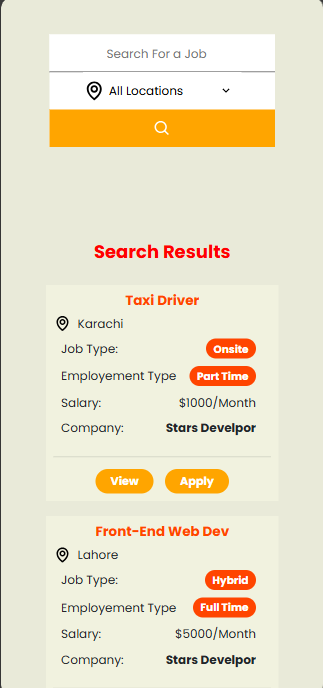 Search For a Job
All Locations
Search Results
Taxi Driver
Karachi
Job Type: Onsite
Employement Type Part Time
Salary: $1000/Month
Company: Stars Develpor
View Apply
Front-End Web Dev
Lahore
Job Type: Hybrid
Employement Type Full Time
Salary: $5000/Month
Company: Stars Develpor